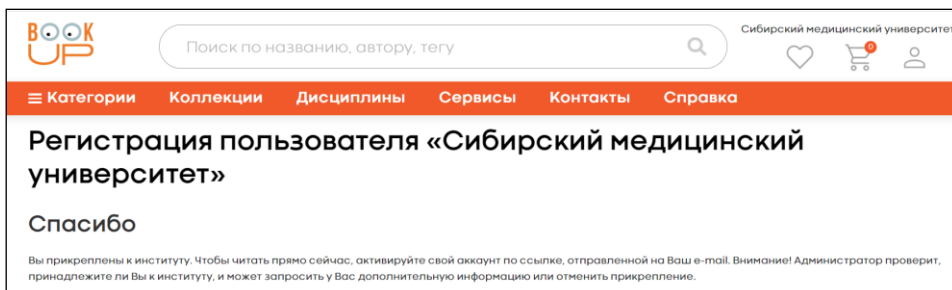 BOOK
UP
Поиск по названию, автору, тегу
Сибирский медицинский университет
0
Категории Коллекции Дисциплины Сервисы Контакты Справка
Регистрация пользователя «Сибирский медицинский
университет»
Спасибо
Вы прикреплены к институту. Чтобы читать прямо сейчас, активируйте свой аккаунт по ссылке, отправленной на Ваш e-mail. Внимание! Администратор проверит,
принадлежите ли Вы к институту, и может запросить у Вас дополнительную информацию или отменить прикрепление.